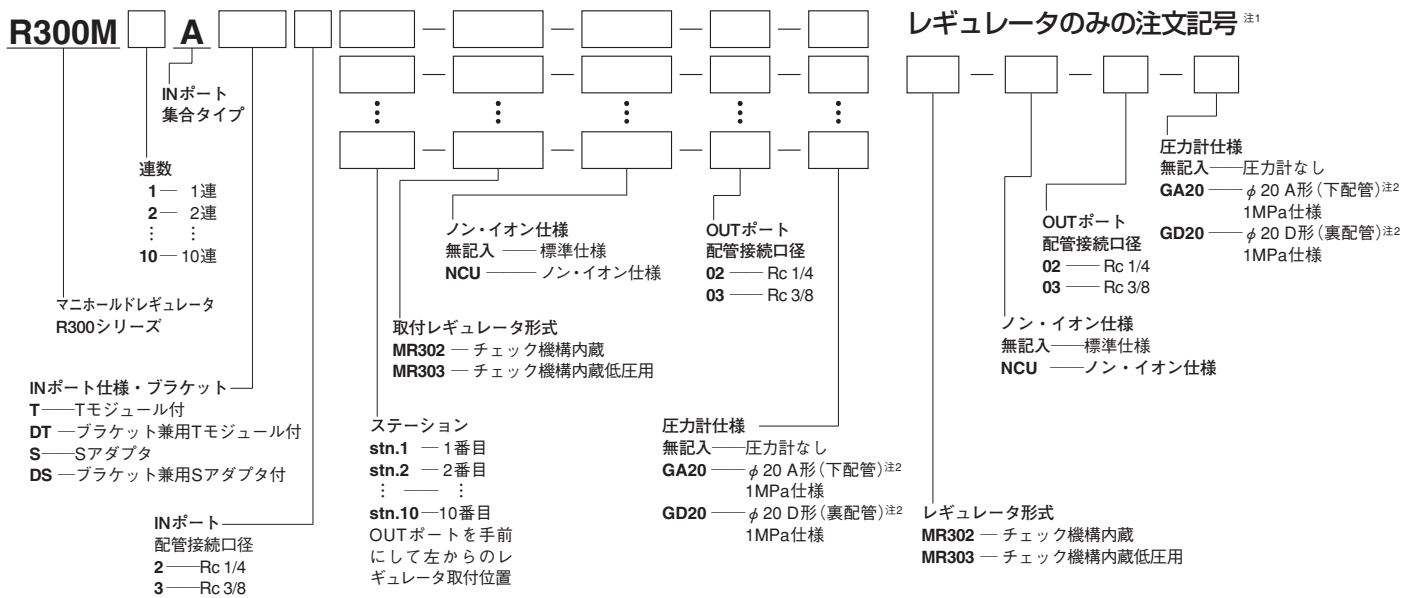 R300M A — — — —
— — — —
⋮ ⋮ ⋮ ⋮ ⋮
— — — —
INポート
集合タイプ
連数
1 — 1連
2 — 2連
⋮ ⋮
10 — 10連
マニホールドレギュレータ
R300シリーズ
INポート仕様・ブラケット
T——Tモジュール付
DT —ブラケット兼用Tモジュール付
S——Sアダプタ
DS —ブラケット兼用Sアダプタ付
INポート
配管接続口径
2——Rc 1/4
3——Rc 3/8
ステーション
stn.1 — 1番目
stn.2 — 2番目
⋮ —— ⋮
stn.10 —10番目
OUTポートを手前
にして左からのレ
ギュレータ取付位置
取付レギュレータ形式
MR302 — チェック機構内蔵
MR303 — チェック機構内蔵低圧用
ノン・イオン仕様
無記入 —— 標準仕様
NCU ——— ノン・イオン仕様
OUTポート
配管接続口径
02 —— Rc 1/4
03 —— Rc 3/8
圧力計仕様
無記入——圧力計なし
GA20 ——φ20 A形(下配管)注2
1MPa仕様
GD20 ——φ20 D形(裏配管)注2
1MPa仕様
レギュレータのみの注文記号 注1
— — —
圧力計仕様
無記入——圧力計なし
GA20 ——φ20 A形(下配管)注2
1MPa仕様
GD20 ——φ20 D形(裏配管)注2
1MPa仕様
OUTポート
配管接続口径
02 —— Rc 1/4
03 —— Rc 3/8
ノン・イオン仕様
無記入——標準仕様
NCU ——ノン・イオン仕様
レギュレータ形式
MR302 — チェック機構内蔵
MR303 — チェック機構内蔵低圧用